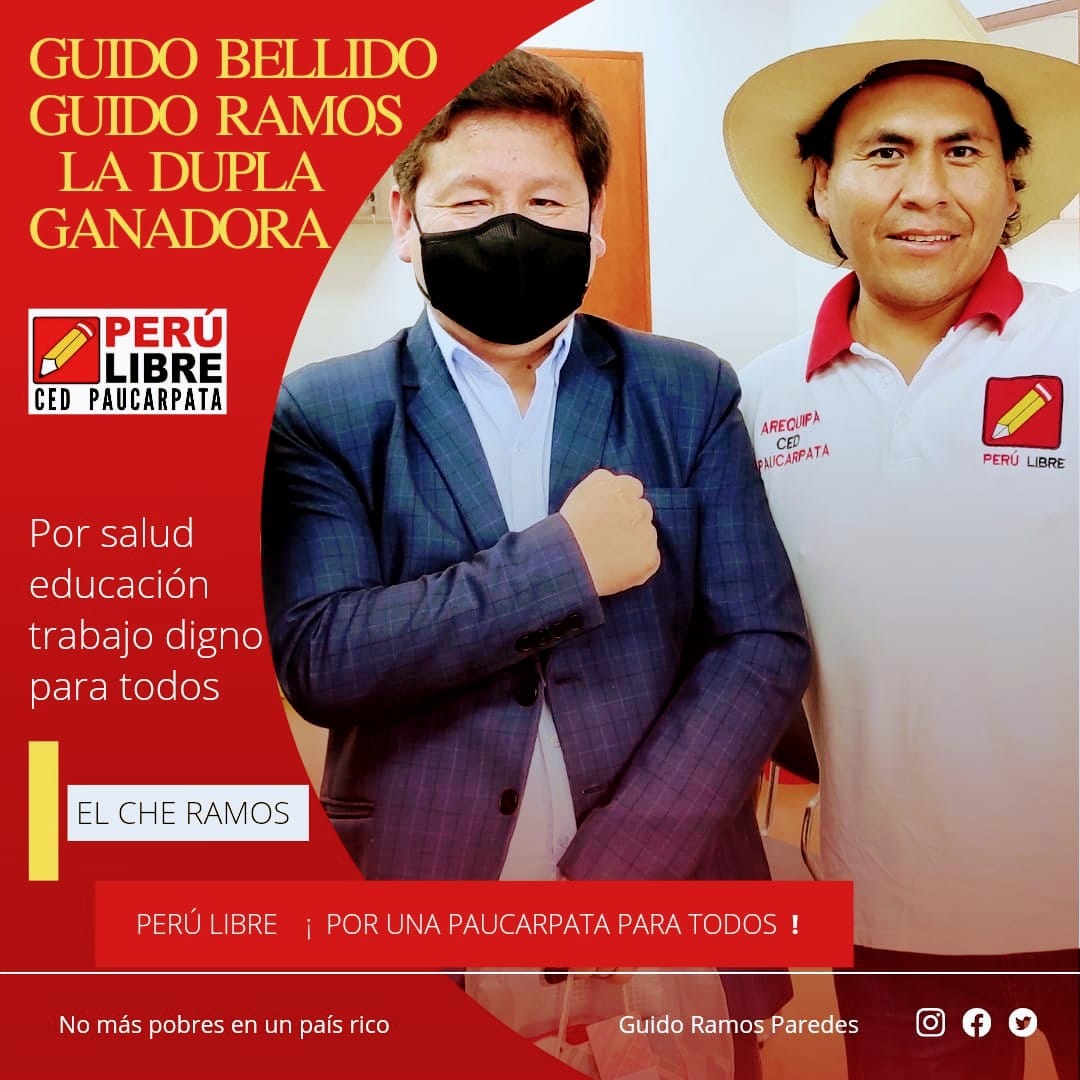 GUIDO BELLIDO
GUIDO RAMOS
LA DUPLA
GANADORA
PERÚ
LIBRE
CED PAUCARPATA
AREQUIPA
CED
PAUCARPATA
PERÚ LIBRE
Por salud
educación
trabajo digno
para todos
EL CHE RAMOS
PERÚ LIBRE ¡ POR UNA PAUCARPATA PARA TODOS !
No más pobres en un país rico
Guido Ramos Paredes